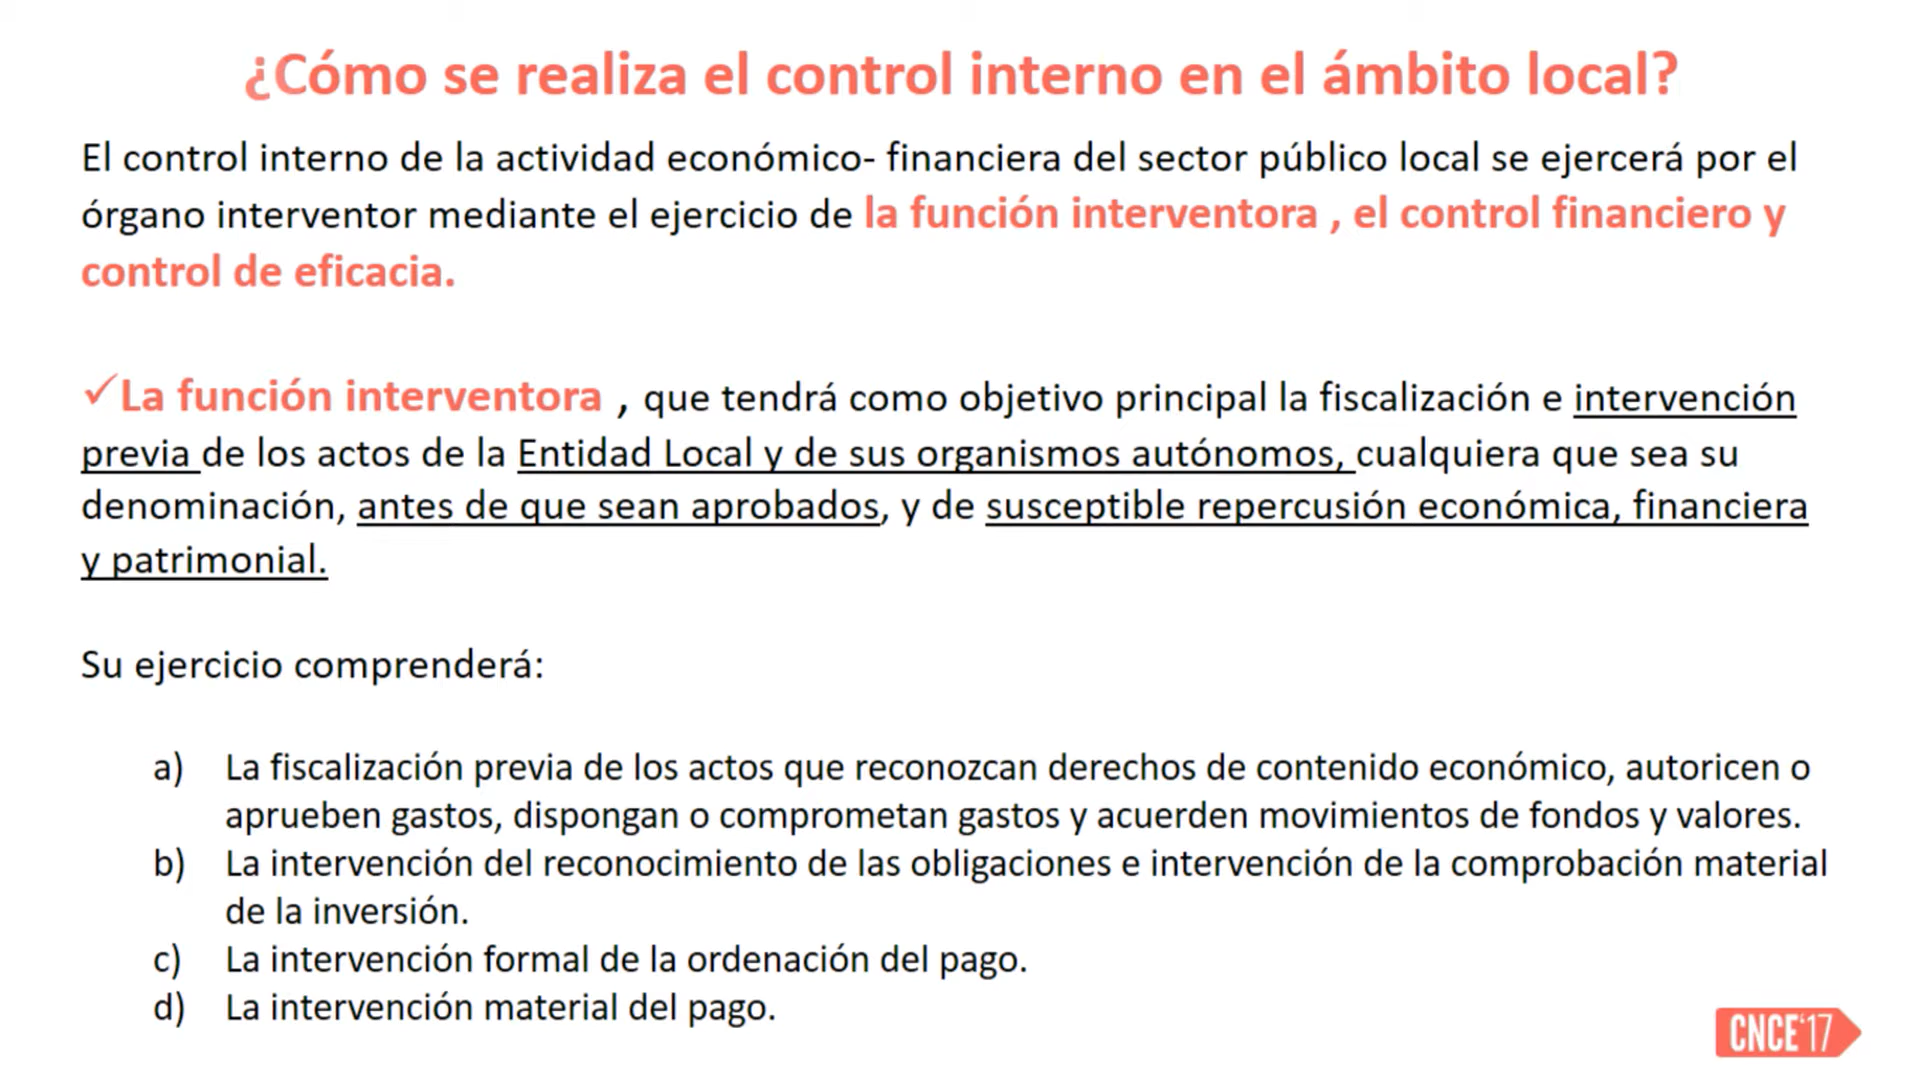 ¿Cómo se realiza el control interno en el ámbito local?
El control interno de la actividad económico- financiera del sector público local se ejercerá por el
órgano interventor mediante el ejercicio de la función interventora , el control financiero y
control de eficacia.
✓La función interventora , que tendrá como objetivo principal la fiscalización e intervención
previa de los actos de la Entidad Local y de sus organismos autónomos, cualquiera que sea su
denominación, antes de que sean aprobados, y de susceptible repercusión económica, financiera
y patrimonial.
Su ejercicio comprenderá:
a) La fiscalización previa de los actos que reconozcan derechos de contenido económico, autoricen o
aprueben gastos, dispongan o comprometan gastos y acuerden movimientos de fondos y valores.
b) La intervención del reconocimiento de las obligaciones e intervención de la comprobación material
de la inversión.
c) La intervención formal de la ordenación del pago.
d) La intervención material del pago.
CNCE'17